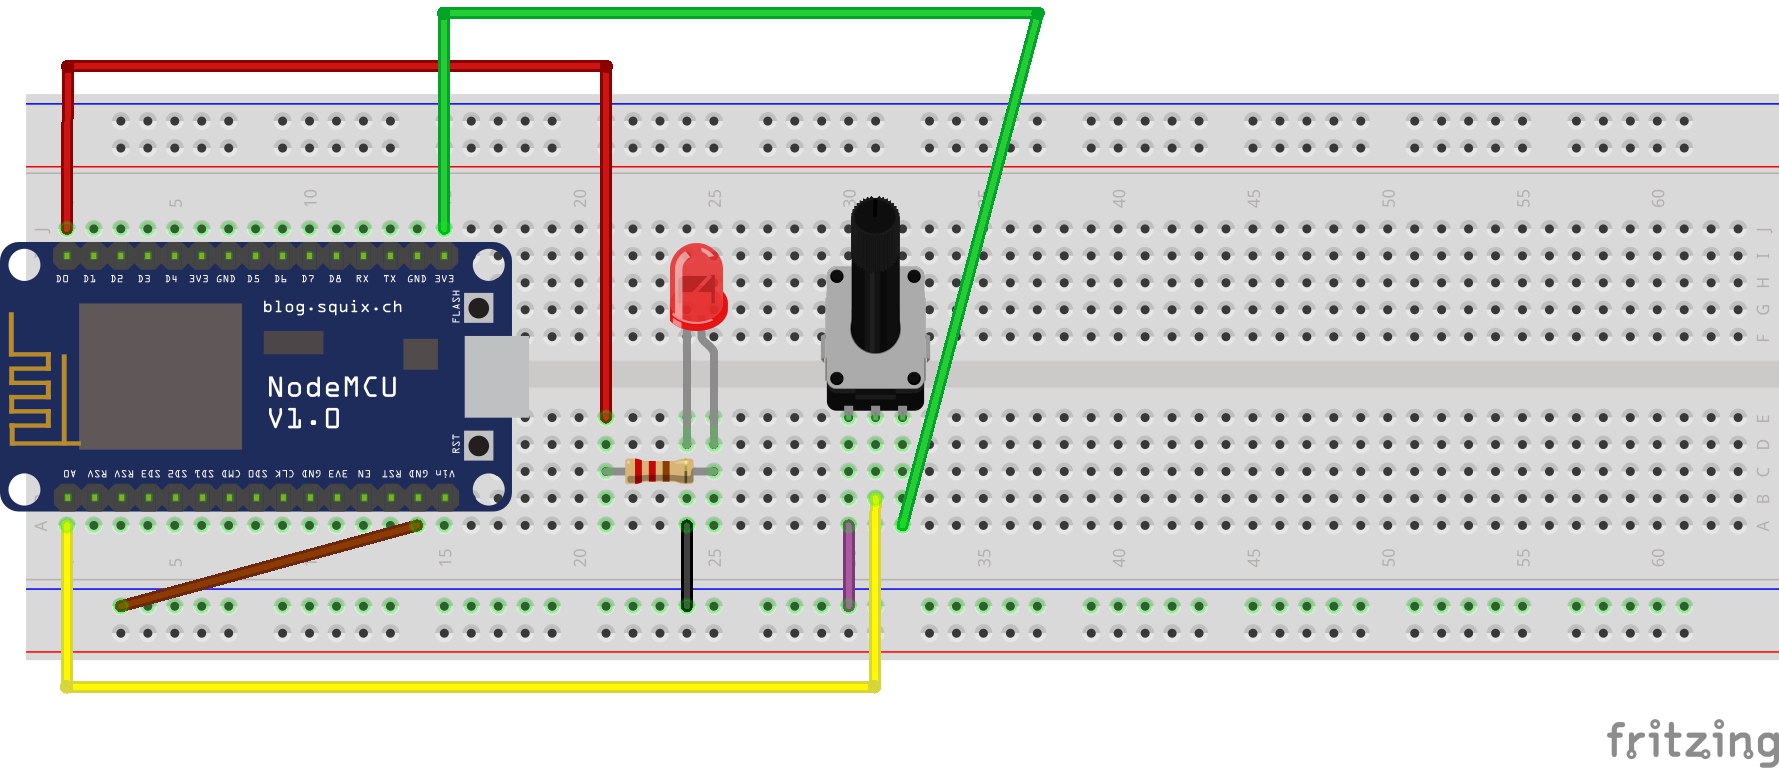 5 10 20 25 30 35 40 45 50 55 60
J J
I
H
G
F
D0 D1 D2 D3 D4 3V3 GND D5 D6 D7 D8 RX TX GND 3V3
FLASH
blog.squix.ch
NodeMCU
V1.0
RST
A0 RSV RSV SD3 SD2 SD1 CMD SD0 CLK GND 3V3 EN RST GND Vin
E
D
C
B
A A
5 15 20 25 35 40 45 50 55 60
fritzing